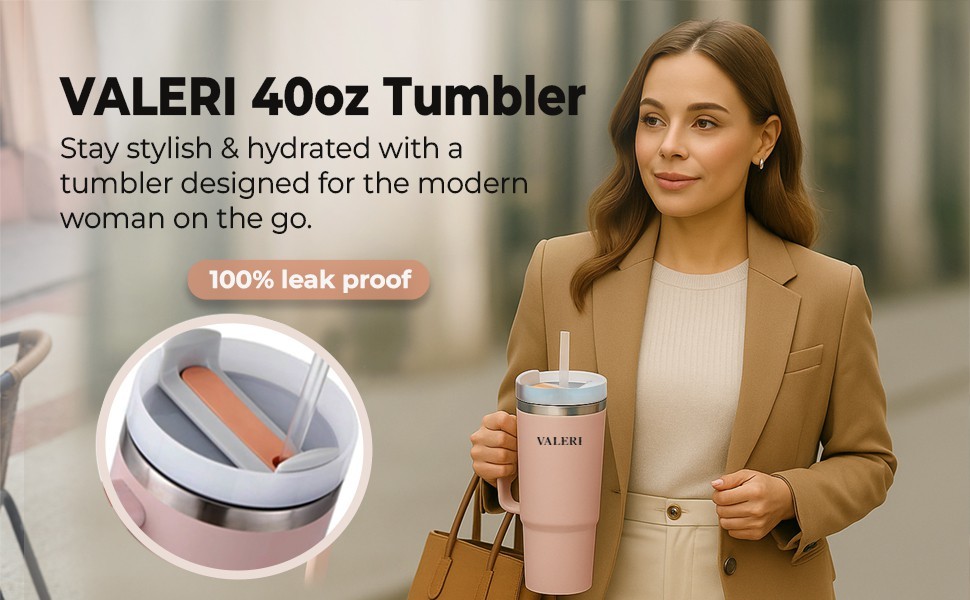 VALERI 40oz Tumbler
Stay stylish & hydrated with a
tumbler designed for the modern
woman on the go.
100% leak proof
VALERI